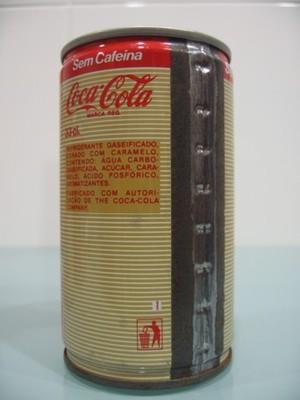 Sem Cafeína
Coca-Cola
MARCA REG.
REFRIGERANTE GASEIFICADO,
CORADO COM CARAMELO,
CONTENDO: ÁGUA CARBO-
AÇÚCAR, CARA-
MELO, ÁCIDO FOSFÓRICO,
AROMATIZANTES.
FABRICADO COM AUTORI-
ZAÇÃO DE THE COCA-COLA
COMPANY.